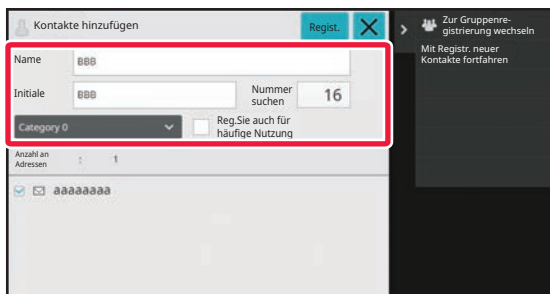 Kontakte hinzufügen
Regist.
Name
BBB
Initiale
BBB
Nummer
suchen
16
Category 0
Reg.Sie auch für
häufige Nutzung
Anzahl an
Adressen
:
1
aaaaaaaa
Zur Gruppenre-
gistrierung wechseln
Mit Registr. neuer
Kontakte fortfahren